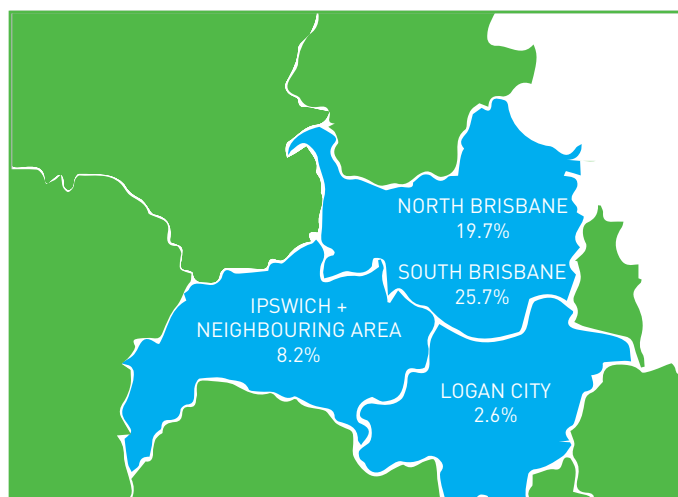 NORTH BRISBANE
19.7%
SOUTH BRISBANE
25.7%
IPSWICH +
NEIGHBOURING AREA
8.2%
LOGAN CITY
2.6%